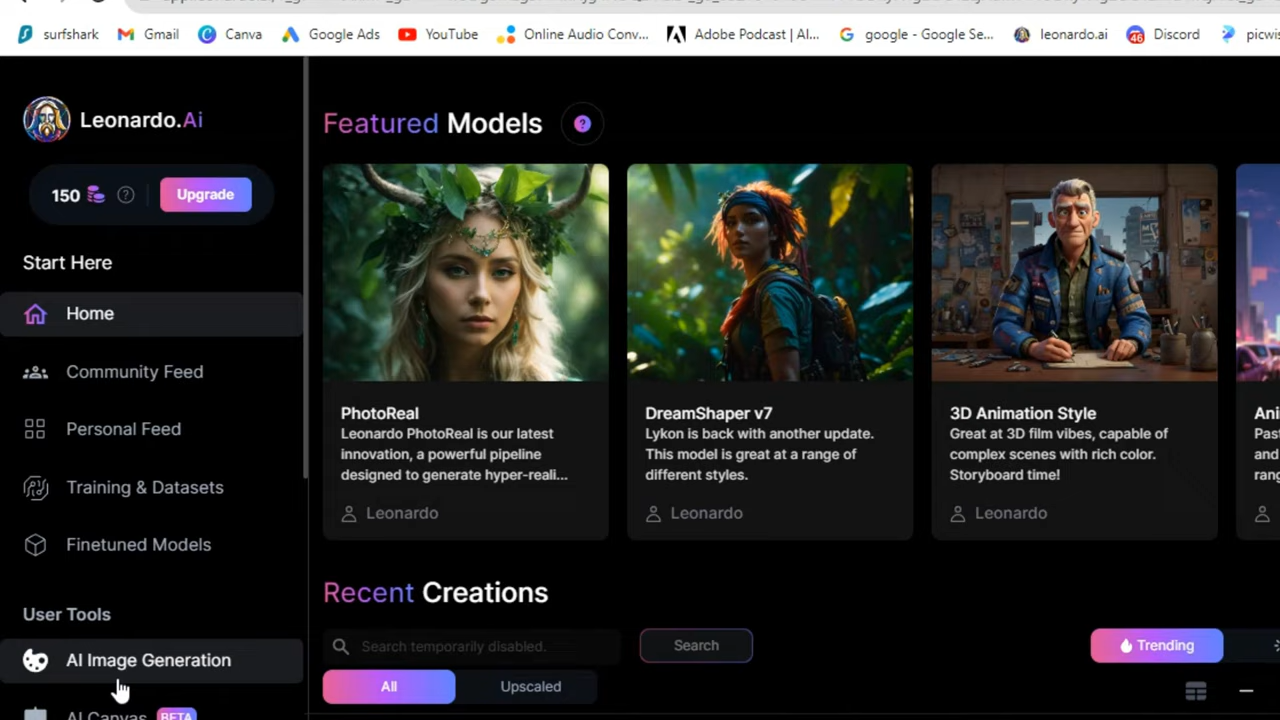 surfshark
Gmail
Canva
Google Ads
YouTube
Online Audio Conv...
Adobe Podcast | AI...
google - Google Se...
leonardo.ai
46
Discord
picwis
Leonardo.Ai
150
?
Upgrade
Start Here
Home
Community Feed
Personal Feed
Training & Datasets
Finetuned Models
User Tools
AI Image Generation
AI Canvas BETA
Featured Models ?
PhotoReal
Leonardo PhotoReal is our latest
innovation, a powerful pipeline
designed to generate hyper-reali...
Leonardo
DreamShaper v7
Lykon is back with another update.
This model is great at a range of
different styles.
Leonardo
3D Animation Style
Great at 3D film vibes, capable of
complex scenes with rich color.
Storyboard time!
Leonardo
Ani
Past
and
rang
Recent Creations
Search temporarily disabled.
Search
Trending
All
Upscaled